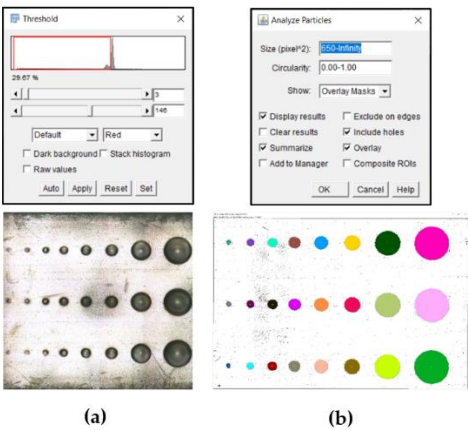 Threshold
29.67 %
3
146
Default
Red
Dark background
Stack histogram
Raw values
Auto
Apply
Reset
Set
(a)
Analyze Particles
Size (pixel^2):
650-Infinity
Circularity:
0.00-1.00
Show:
Overlay Masks
Display results
Exclude on edges
Clear results
Include holes
Summarize
Overlay
Add to Manager
Composite ROIs
OK
Cancel
Help
(b)